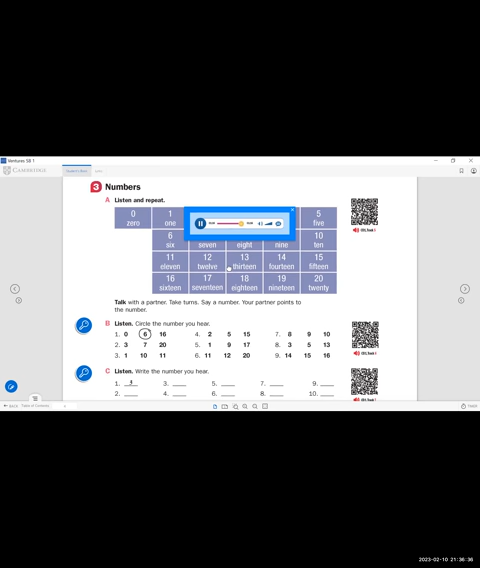 Ventures SB 1
CAMBRIDGE
3 Numbers
A Listen and repeat.
0 1 5
zero one five
6 10
six seven eight nine ten
11 12 13 14 15
eleven twelve thirteen fourteen fifteen
16 17 18 19 20
sixteen seventeen eighteen nineteen twenty
Talk with a partner. Take turns. Say a number. Your partner points to
the number.
B Listen. Circle the number you hear.
1. 0 6 16 4. 2 5 15 7. 8 9 10
2. 3 7 20 5. 1 9 17 8. 3 5 13
3. 1 10 11 6. 11 12 20 9. 14 15 16
C Listen. Write the number you hear.
1. 3. 5. 7. 9.
2. 4. 6. 8. 10.
BACK Table of Contents
2023-02-10 21:36:36